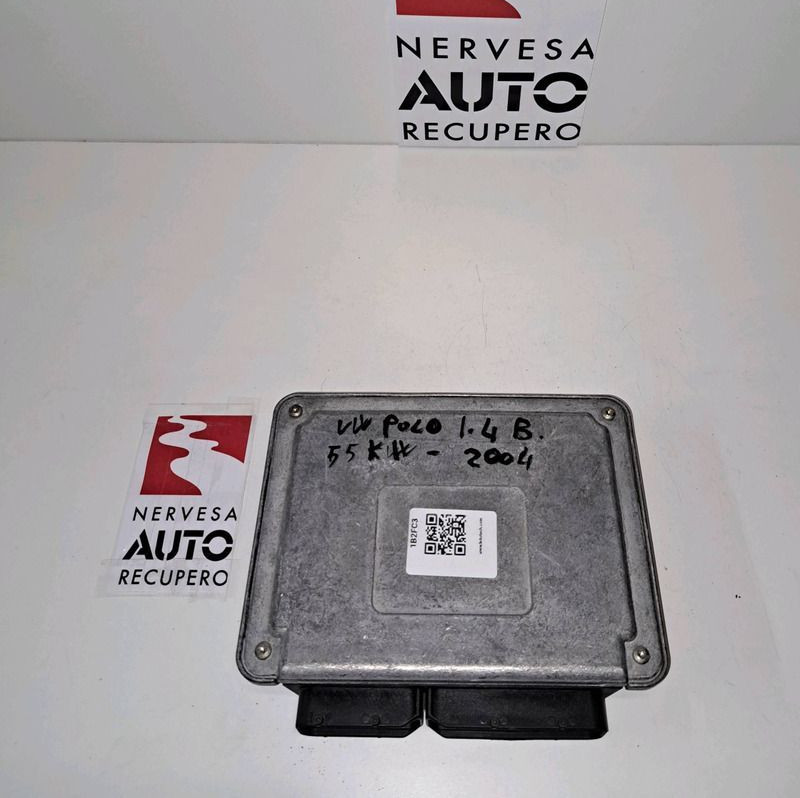 NERVESA
AUTO
RECUPERO
VW POLO 1.4 B.
55 KW - 2004
1B2FC3
NERVESA
AUTO
RECUPERO